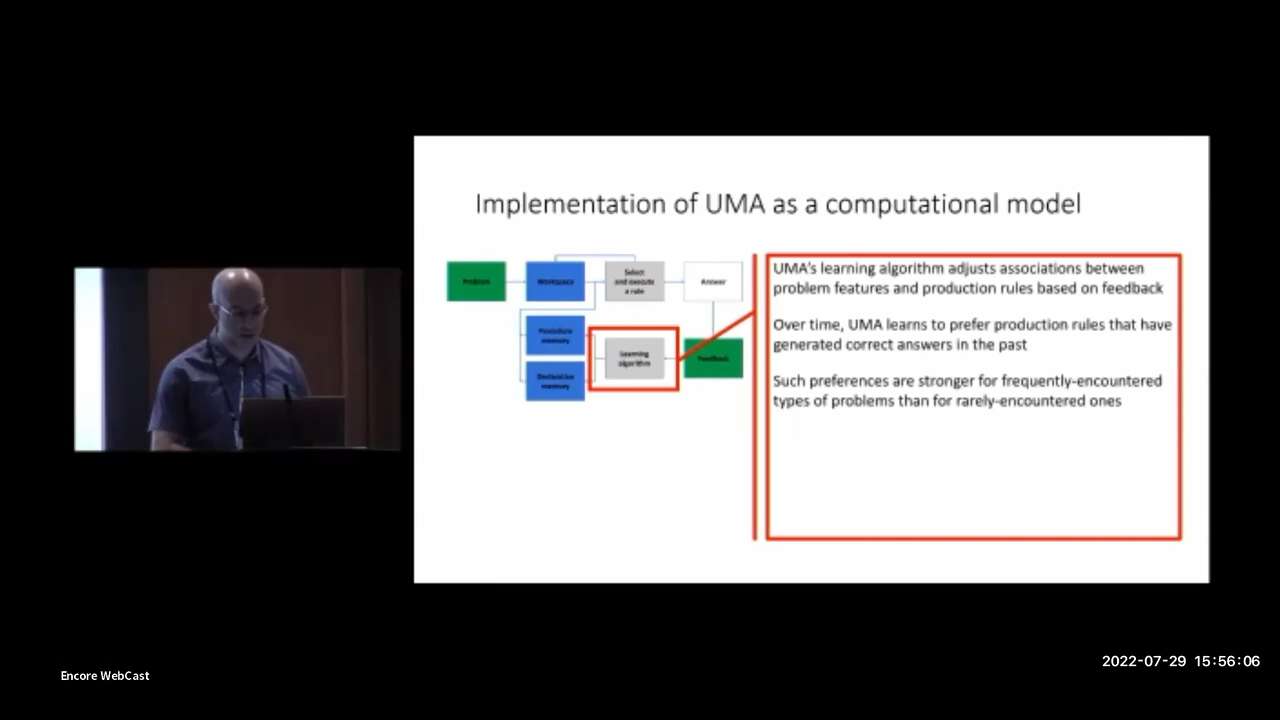 Implementation of UMA as a computational model
Problem
Workspace
Select
and execute
a rule
Answer
Procedure
memory
Learning
algorithm
Feedback
Declarative
memory
UMA's learning algorithm adjusts associations between
problem features and production rules based on feedback
Over time, UMA learns to prefer production rules that have
generated correct answers in the past
Such preferences are stronger for frequently-encountered
types of problems than for rarely-encountered ones
2022-07-29 15:56:06
Encore WebCast